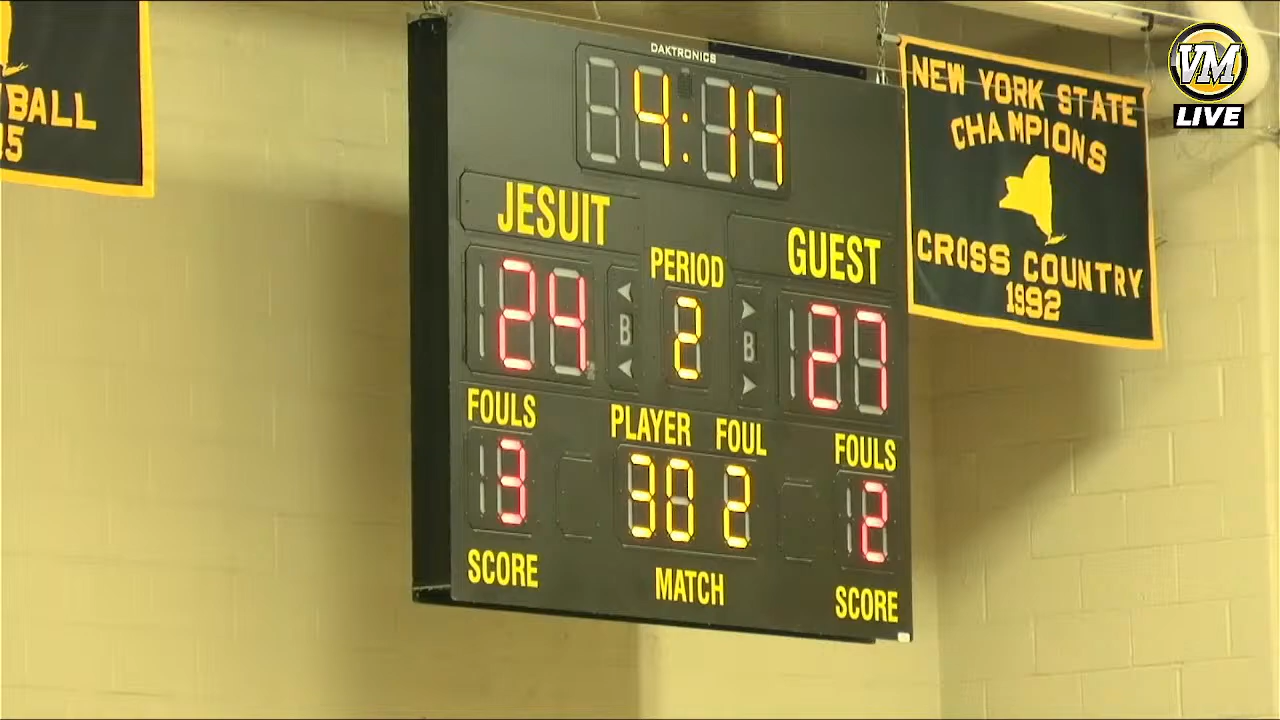 BALL
5
DAKTRONICS
4:14
JESUIT
GUEST
PERIOD
24
2
27
B
B
FOULS
PLAYER
FOUL
FOULS
3
30
2
2
SCORE
MATCH
SCORE
NEW YORK STATE
CHAMPIONS
CROSS COUNTRY
1992
VM
LIVE